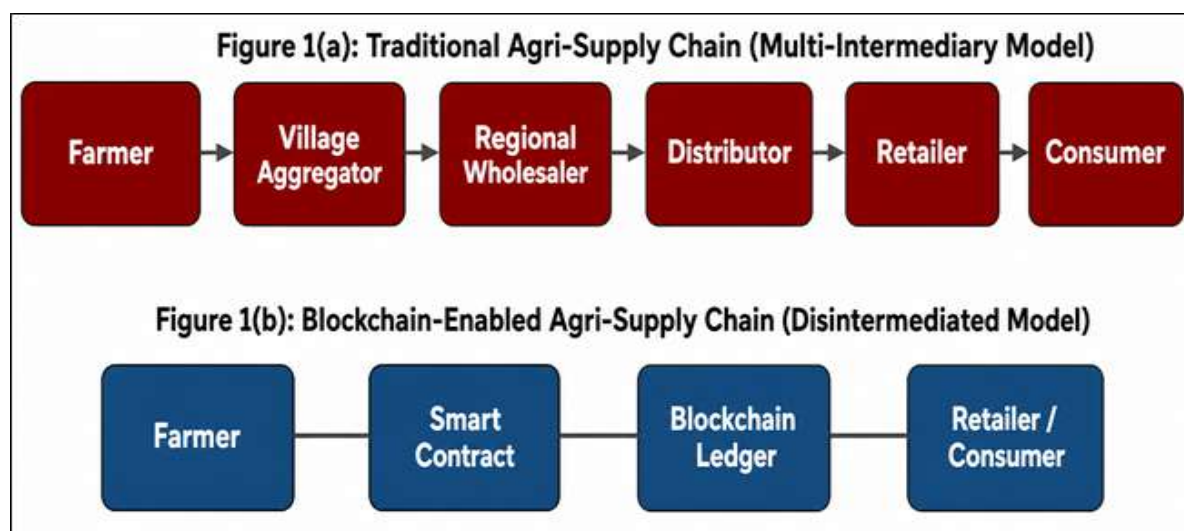 Figure 1(a): Traditional Agri-Supply Chain (Multi-Intermediary Model)
Farmer
Village
Aggregator
Regional
Wholesaler
Distributor
Retailer
Consumer
Figure 1(b): Blockchain-Enabled Agri-Supply Chain (Disintermediated Model)
Farmer
Smart
Contract
Blockchain
Ledger
Retailer /
Consumer